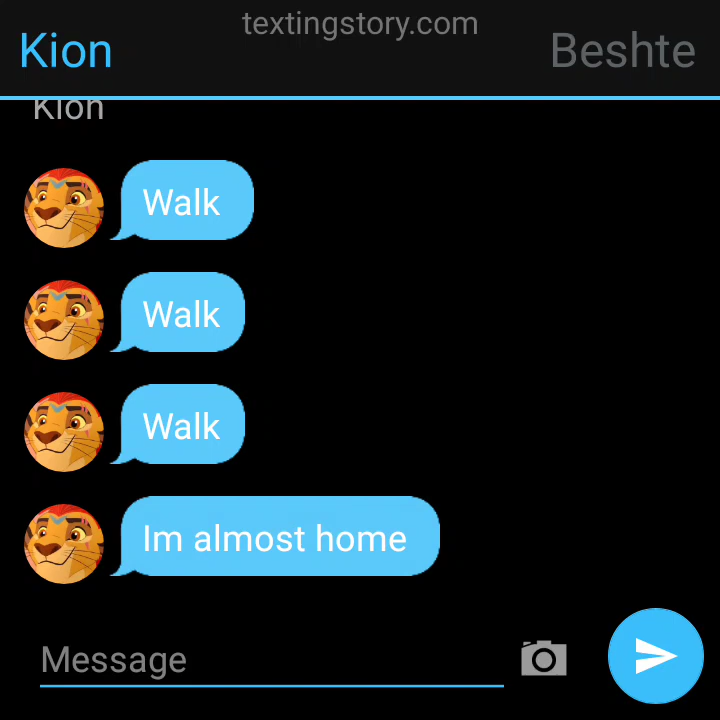 textingstory.com
Kion Beshte
Kion
Walk
Walk
Walk
Im almost home
Message